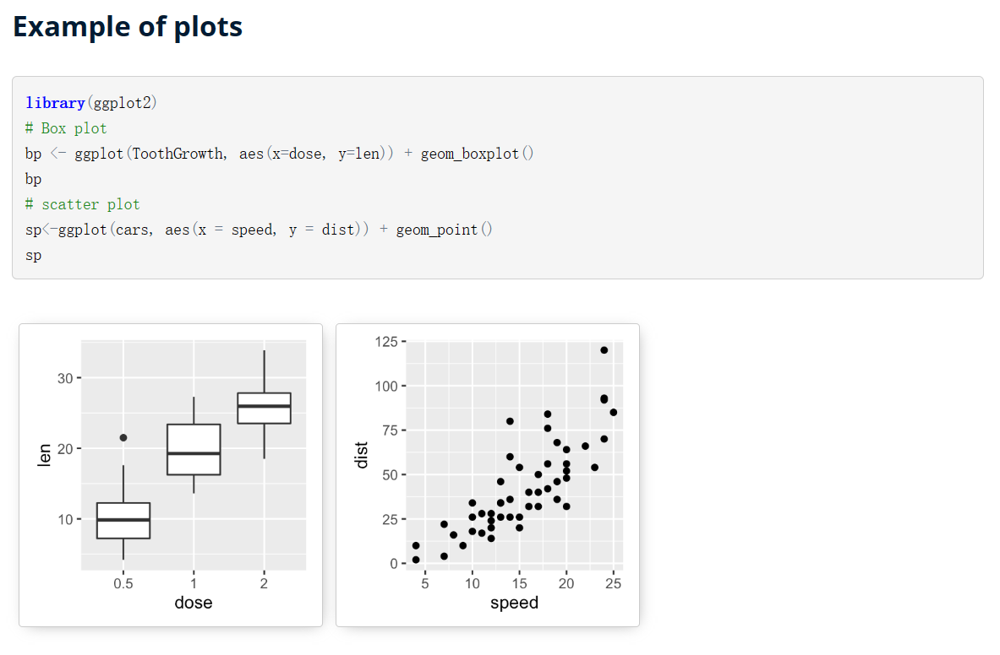 Example of plots
library(ggplot2)
# Box plot
bp <- ggplot(ToothGrowth, aes(x=dose, y=len)) + geom_boxplot()
bp
# scatter plot
sp<-ggplot(cars, aes(x = speed, y = dist)) + geom_point()
sp
30
20
10
len
0.5 1 2
dose
125
100
75
50
25
0
dist
5 10 15 20 25
speed